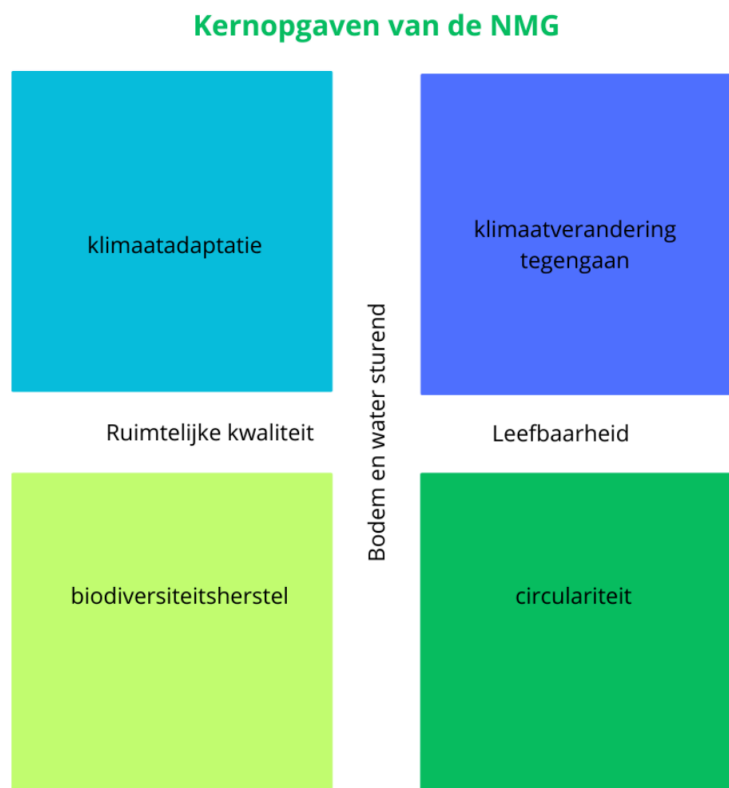 Kernopgaven van de NMG
klimaatadaptatie
klimaatverandering
tegengaan
Ruimtelijke kwaliteit
Bodem en water sturend
Leefbaarheid
biodiversiteitsherstel
circulariteit